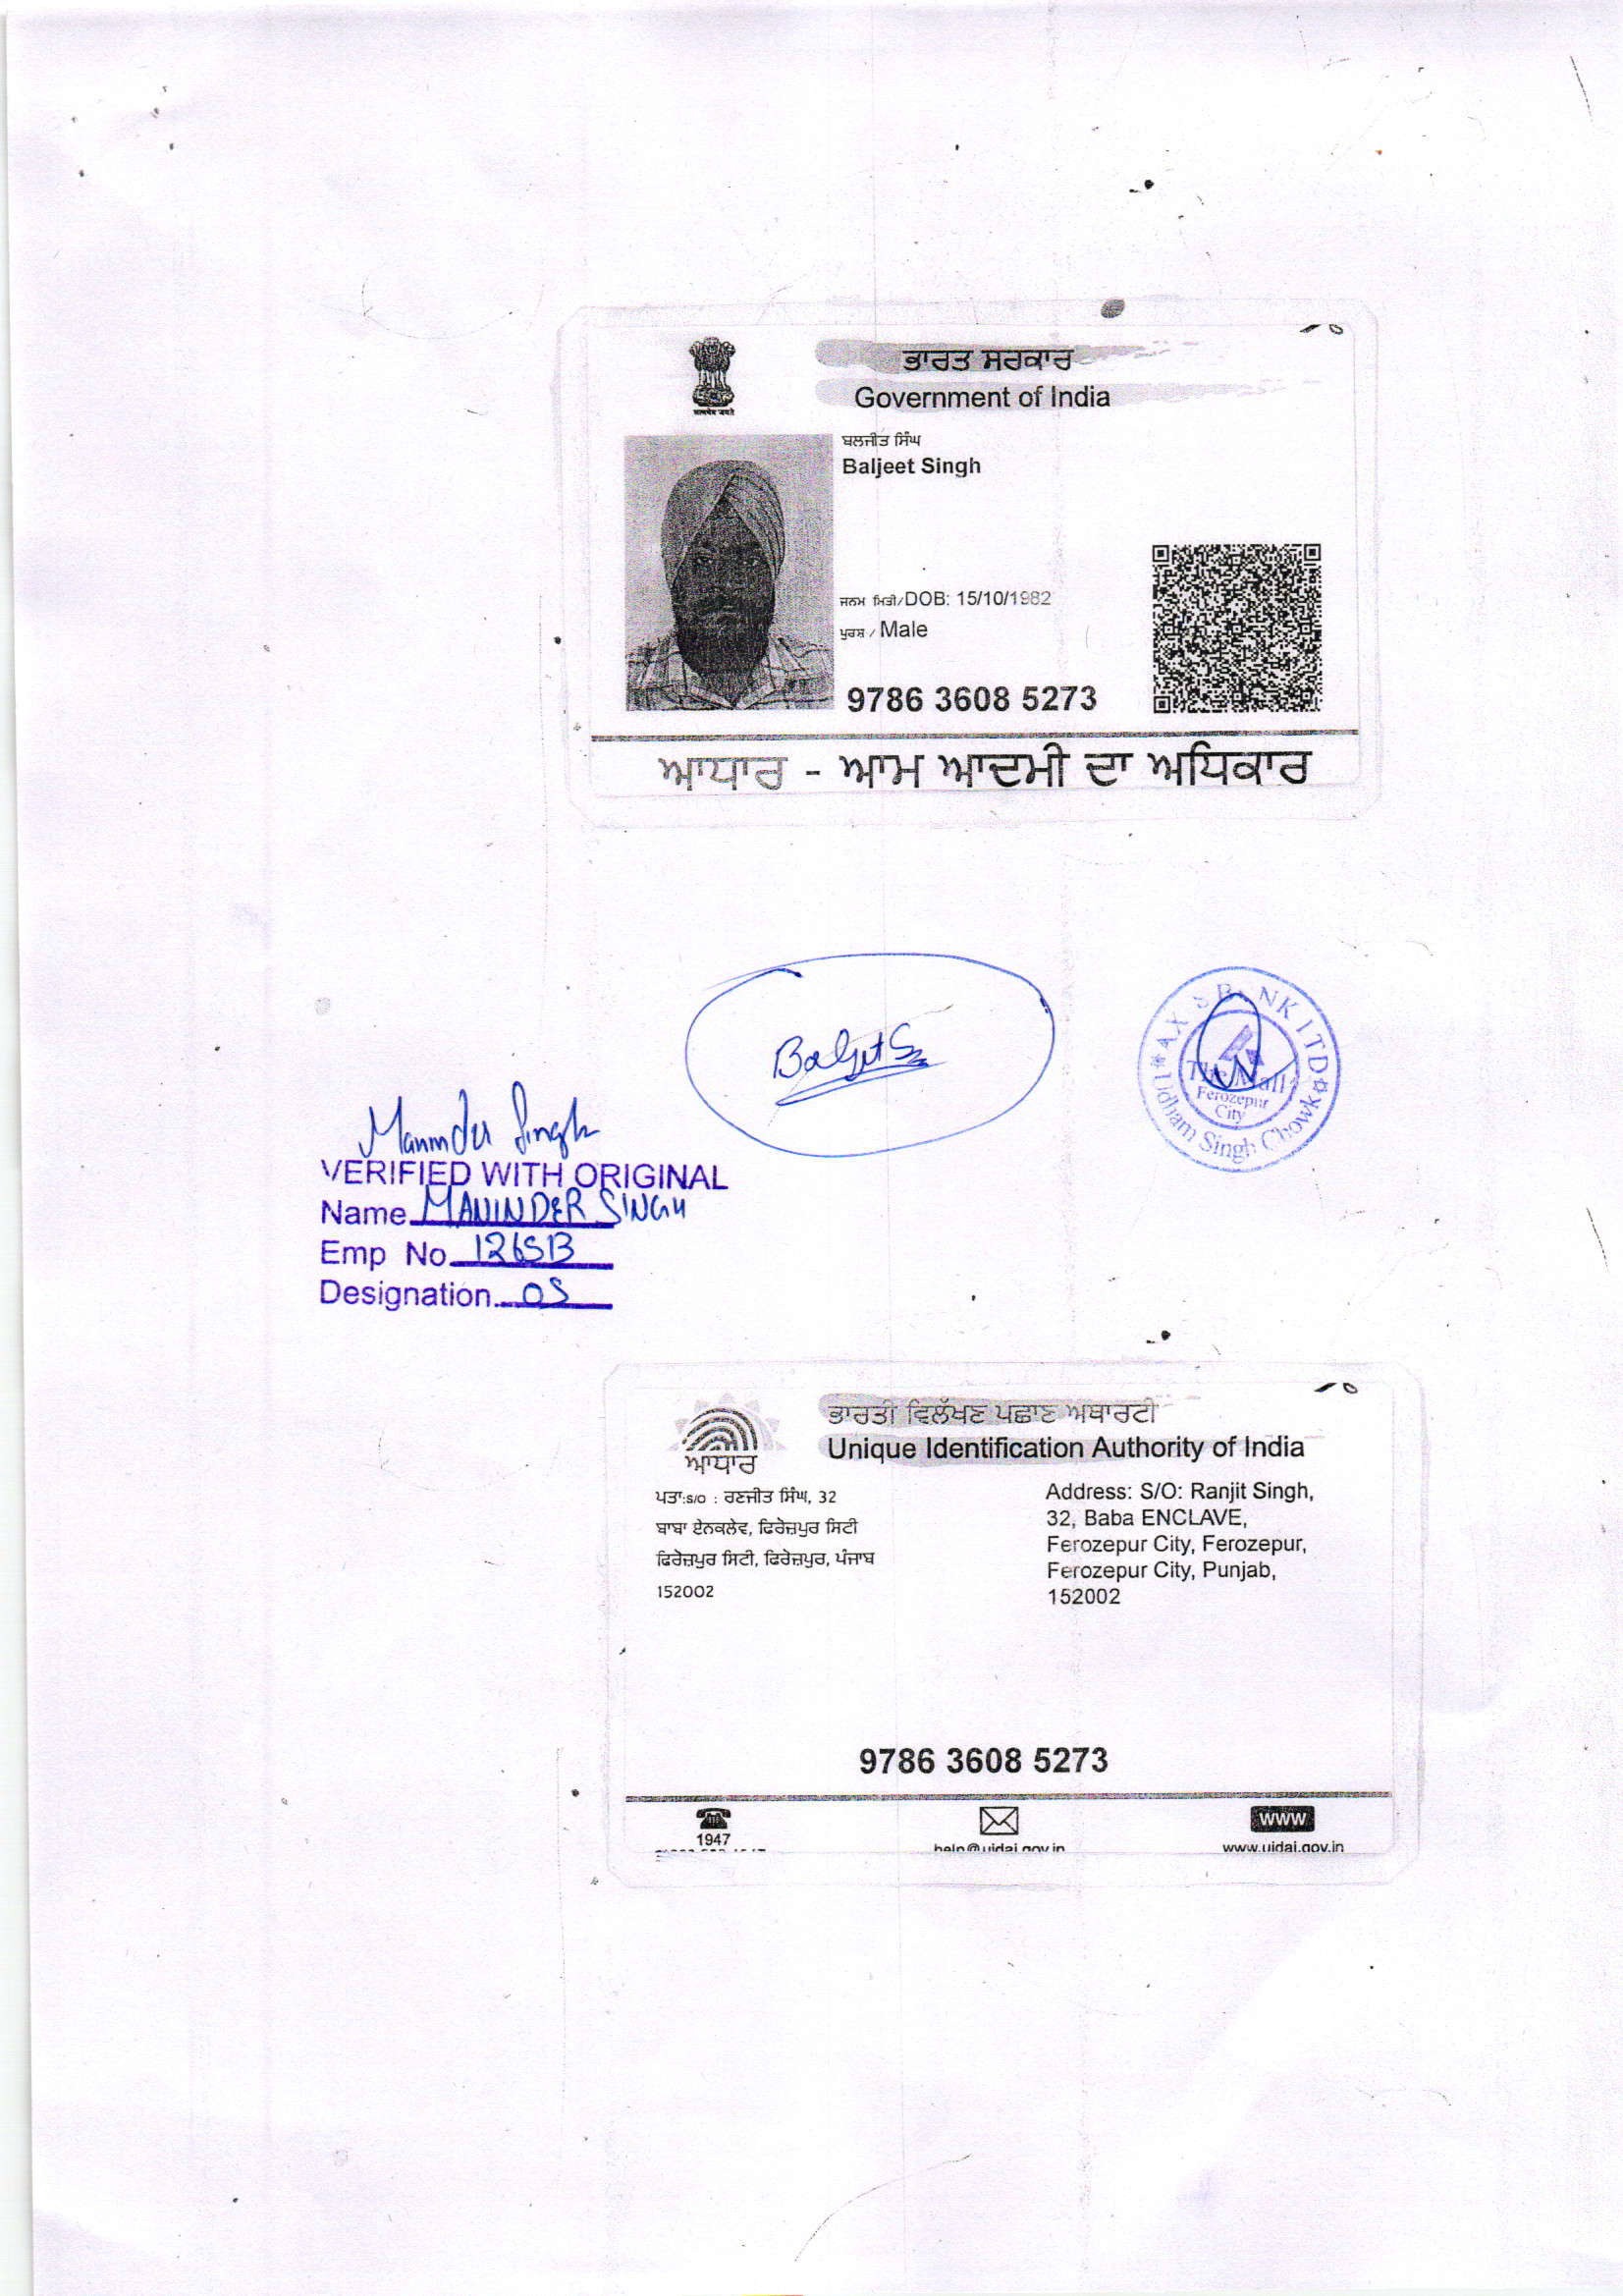 ਭਾਰਤ ਸਰਕਾਰ
Government of India
ਬਲਜੀਤ ਸਿੰਘ
Baljeet Singh
ਜਨਮ ਮਿਤੀ/DOB: 15/10/1982
ਪੁਰਸ਼ / Male
9786 3608 5273
ਆਧਾਰ - ਆਮ ਆਦਮੀ ਦਾ ਅਧਿਕਾਰ
AX S BANK LTD
The Mall
Ferozepur
City
Udham Singh Chowk
Maninder Singh
VERIFIED WITH ORIGINAL
Name MANINDER SINGH
Emp No
Designation OS
ਭਾਰਤੀ ਵਿਲੱਖਣ ਪਛਾਣ ਅਥਾਰਟੀ
Unique Identification Authority of India
ਆਧਾਰ
ਪਤਾ:s/o : ਰਣਜੀਤ ਸਿੰਘ, 32
ਬਾਬਾ ਏਨਕਲੇਵ, ਫਿਰੋਜ਼ਪੁਰ ਸਿਟੀ
ਫਿਰੋਜ਼ਪੁਰ ਸਿਟੀ, ਫਿਰੋਜ਼ਪੁਰ, ਪੰਜਾਬ
152002
Address: S/O: Ranjit Singh,
32, Baba ENCLAVE,
Ferozepur City, Ferozepur,
Ferozepur City, Punjab,
152002
9786 3608 5273
1947
help@uidai.gov.in
WWW
www.uidai.gov.in